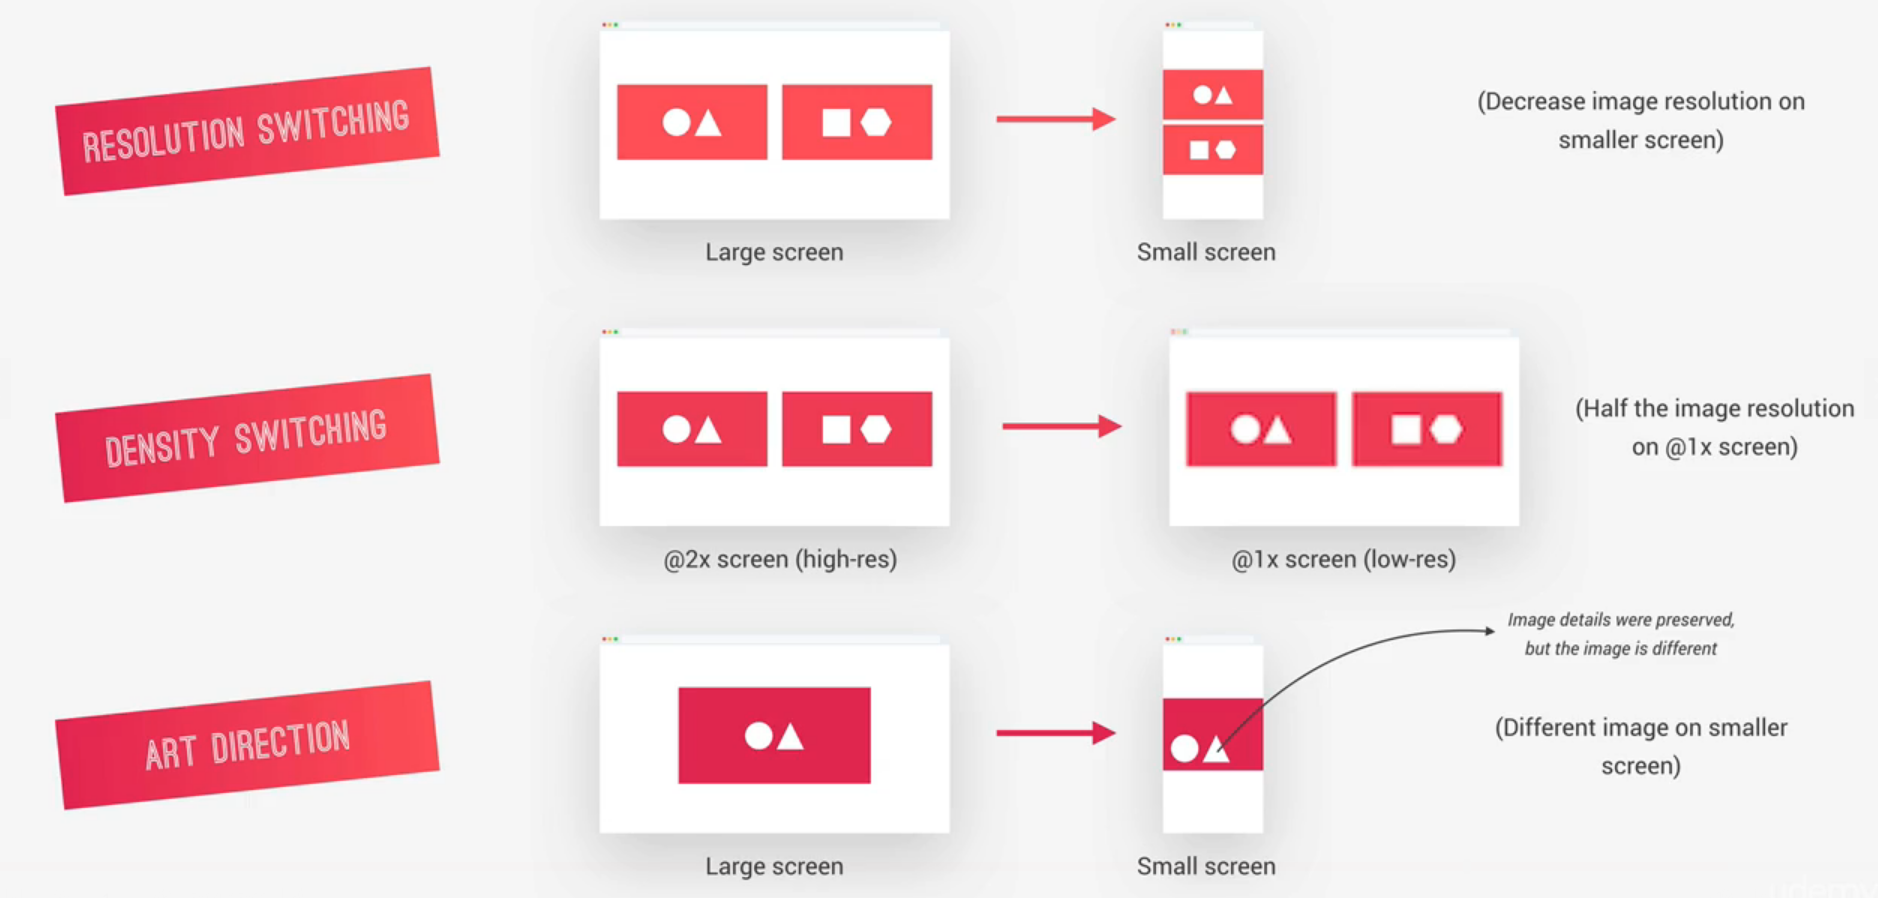 RESOLUTION SWITCHING
Large screen
Small screen
(Decrease image resolution on
smaller screen)
DENSITY SWITCHING
@2x screen (high-res)
@1x screen (low-res)
(Half the image resolution
on @1x screen)
ART DIRECTION
Large screen
Small screen
Image details were preserved,
but the image is different
(Different image on smaller
screen)
udemy